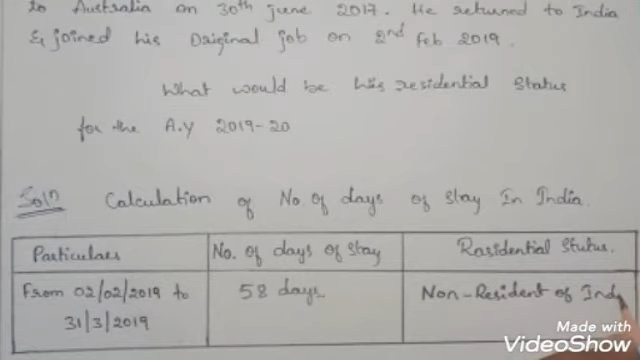 to Australia on 30th june 2017. He returned to India
& joined his Original job on 2nd Feb 2019.
What would be his residential Status
for the A.Y 2019-20
Soln Calculation of No. of days of stay In India.
Particulars No. of days of Stay Rasidential Status.
From 02/02/2019 to 58 days. Non-Resident of Indi
31/3/2019
Made with
VideoShow